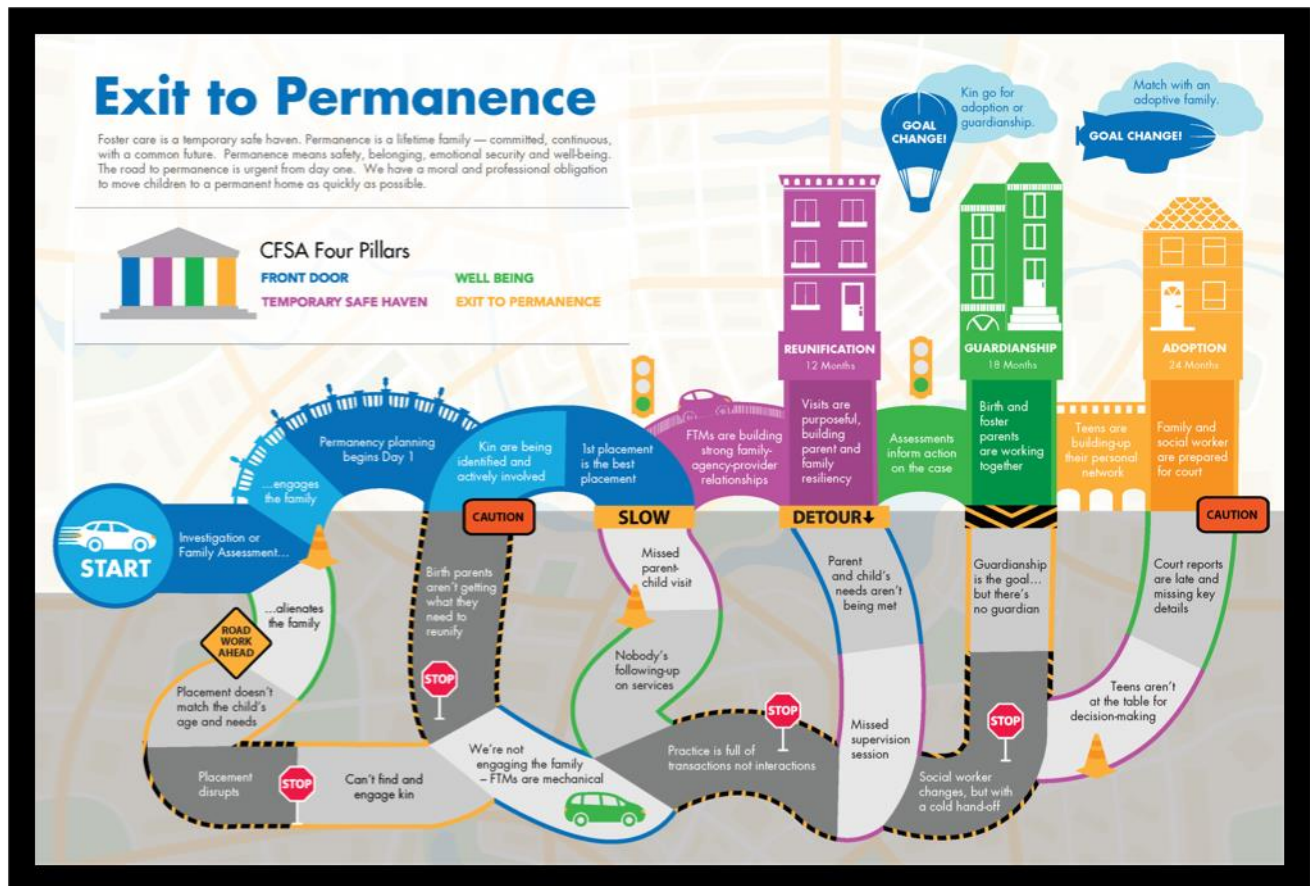 Exit to Permanence
Foster care is a temporary safe haven. Permanence is a lifetime family — committed, continuous,
with a common future. Permanence means safety, belonging, emotional security and well-being.
The road to permanence is urgent from day one. We have a moral and professional obligation
to move children to a permanent home as quickly as possible.
CFSA Four Pillars
FRONT DOOR
WELL BEING
TEMPORARY SAFE HAVEN
EXIT TO PERMANENCE
GOAL
CHANGE!
Kin go for
adoption or
guardianship.
Match with an
adoptive family.
GOAL CHANGE!
REUNIFICATION
12 Months
GUARDIANSHIP
18 Months
ADOPTION
24 Months
START
Investigation or
Family Assessment...
...engages
the family
Permanency planning
begins Day 1
Kin are being
identified and
actively involved
1st placement
is the best
placement
FTMs are building
strong family-
agency-provider
relationships
Visits are
purposeful,
building
parent and
family
resiliency
Assessments
inform action
on the case
Birth and
foster
parents
are working
together
Teens are
building-up
their personal
network
Family and
social worker
are prepared
for court
CAUTION
SLOW
DETOUR↓
CAUTION
...alienates
the family
ROAD
WORK
AHEAD
Placement doesn't
match the child's
age and needs
Placement
disrupts
STOP
Can't find and
engage kin
Birth parents
aren't getting
what they
need to
reunify
STOP
We're not
engaging the family
– FTMs are mechanical
Missed
parent-
child visit
Nobody's
following-up
on services
Practice is full of
transactions not interactions
STOP
Parent
and child's
needs aren't
being met
Missed
supervision
session
Guardianship
is the goal...
but there's
no guardian
STOP
Social worker
changes, but with
a cold hand-off
Court reports
are late and
missing key
details
Teens aren't
at the table for
decision-making